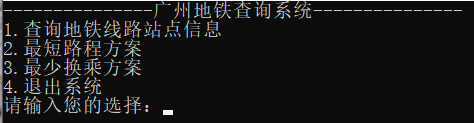 ---------------广州地铁查询系统---------------
1.查询地铁线路站点信息
2.最短路程方案
3.最少换乘方案
4.退出系统
请输入您的选择：